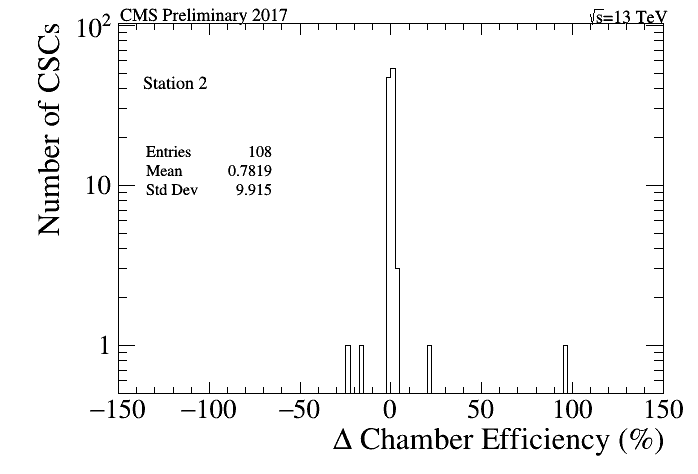 CMS Preliminary 2017
√s=13 TeV
Number of CSCs
10²
10
1
Station 2
Entries 108
Mean 0.7819
Std Dev 9.915
−150 −100 −50 0 50 100 150
Δ Chamber Efficiency (%)